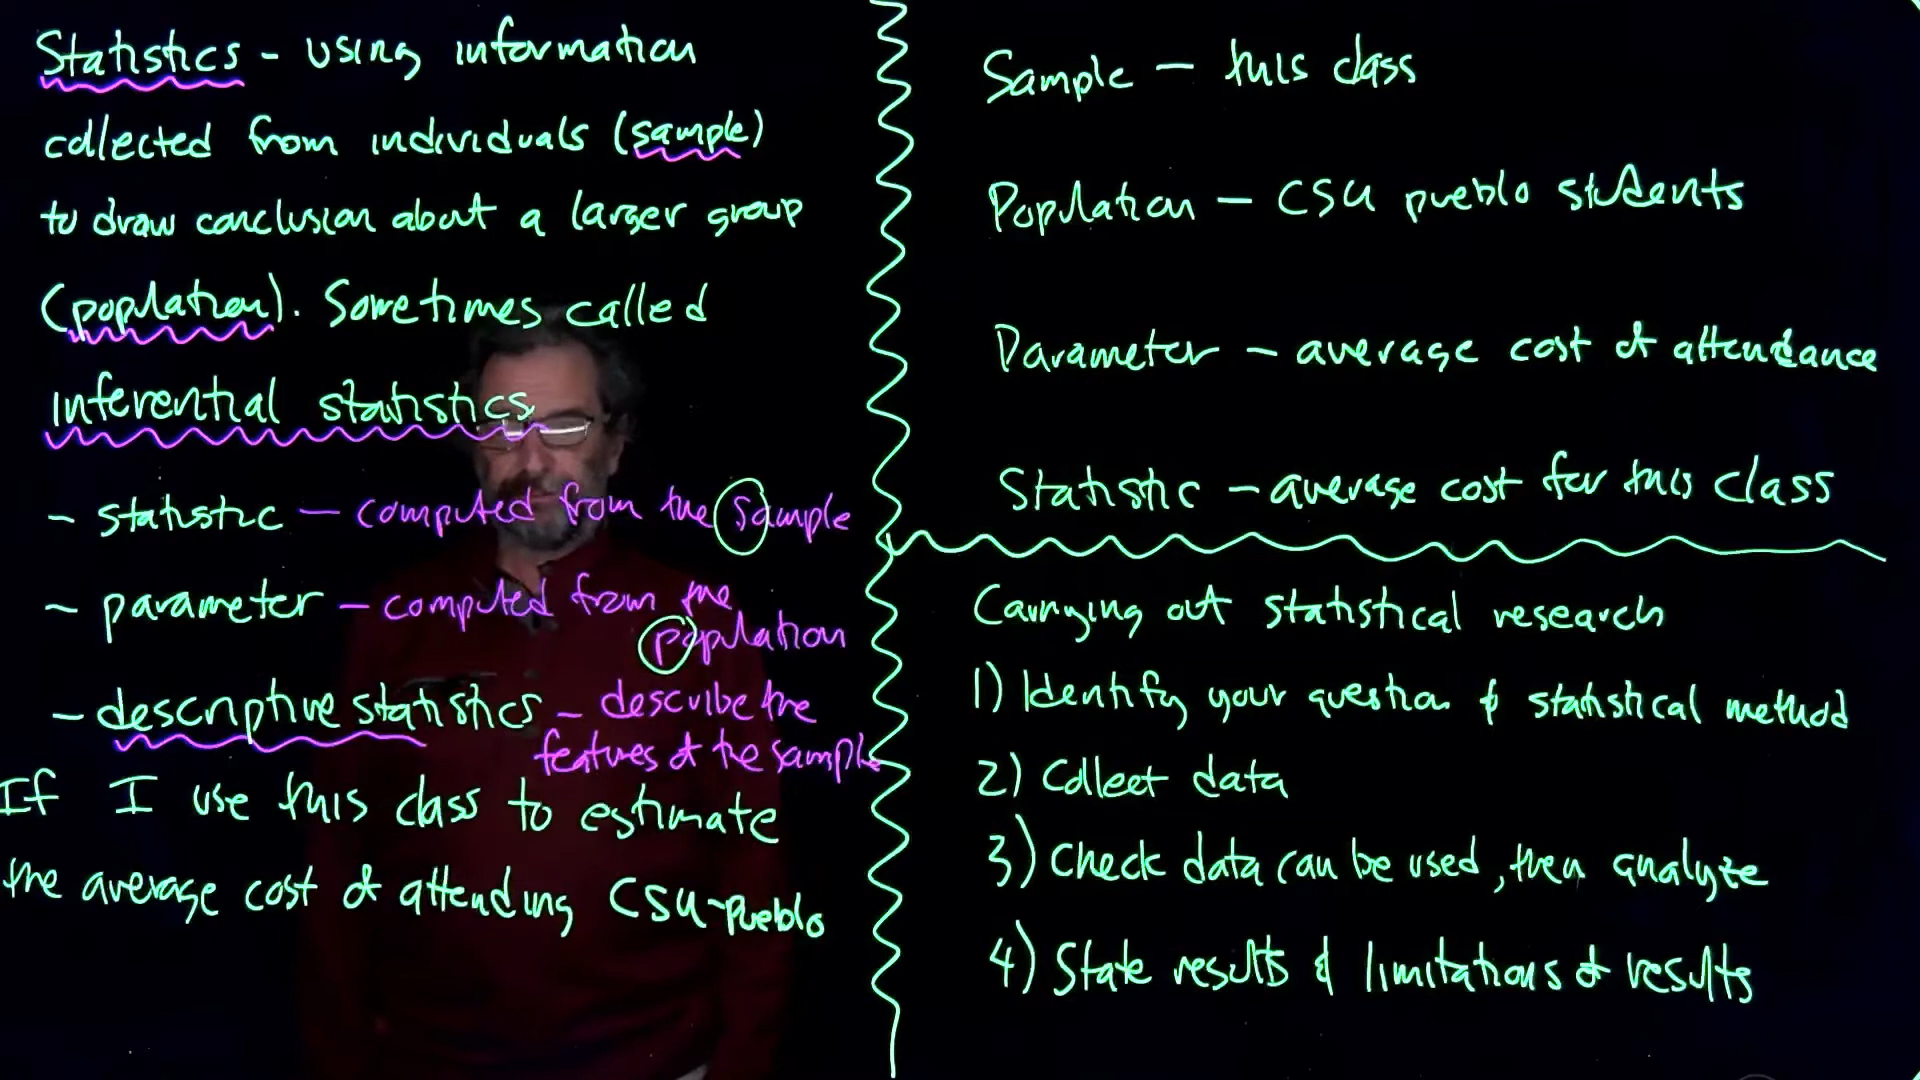 Statistics - using information
collected from individuals (sample)
to draw conclusion about a larger group
(population). Sometimes called
inferential statistics
- statistic - computed from the sample
- parameter - computed from the
population
- descriptive statistics - describe the
features of the sample
If I use this class to estimate
the average cost of attending CSU-Pueblo
Sample - this class
Population - CSU pueblo students
Parameter - average cost of attendance
Statistic - average cost for this class
Carrying out statistical research
1) Identify your question & statistical method
2) Collect data
3) Check data can be used, then analyze
4) State results & limitations of results